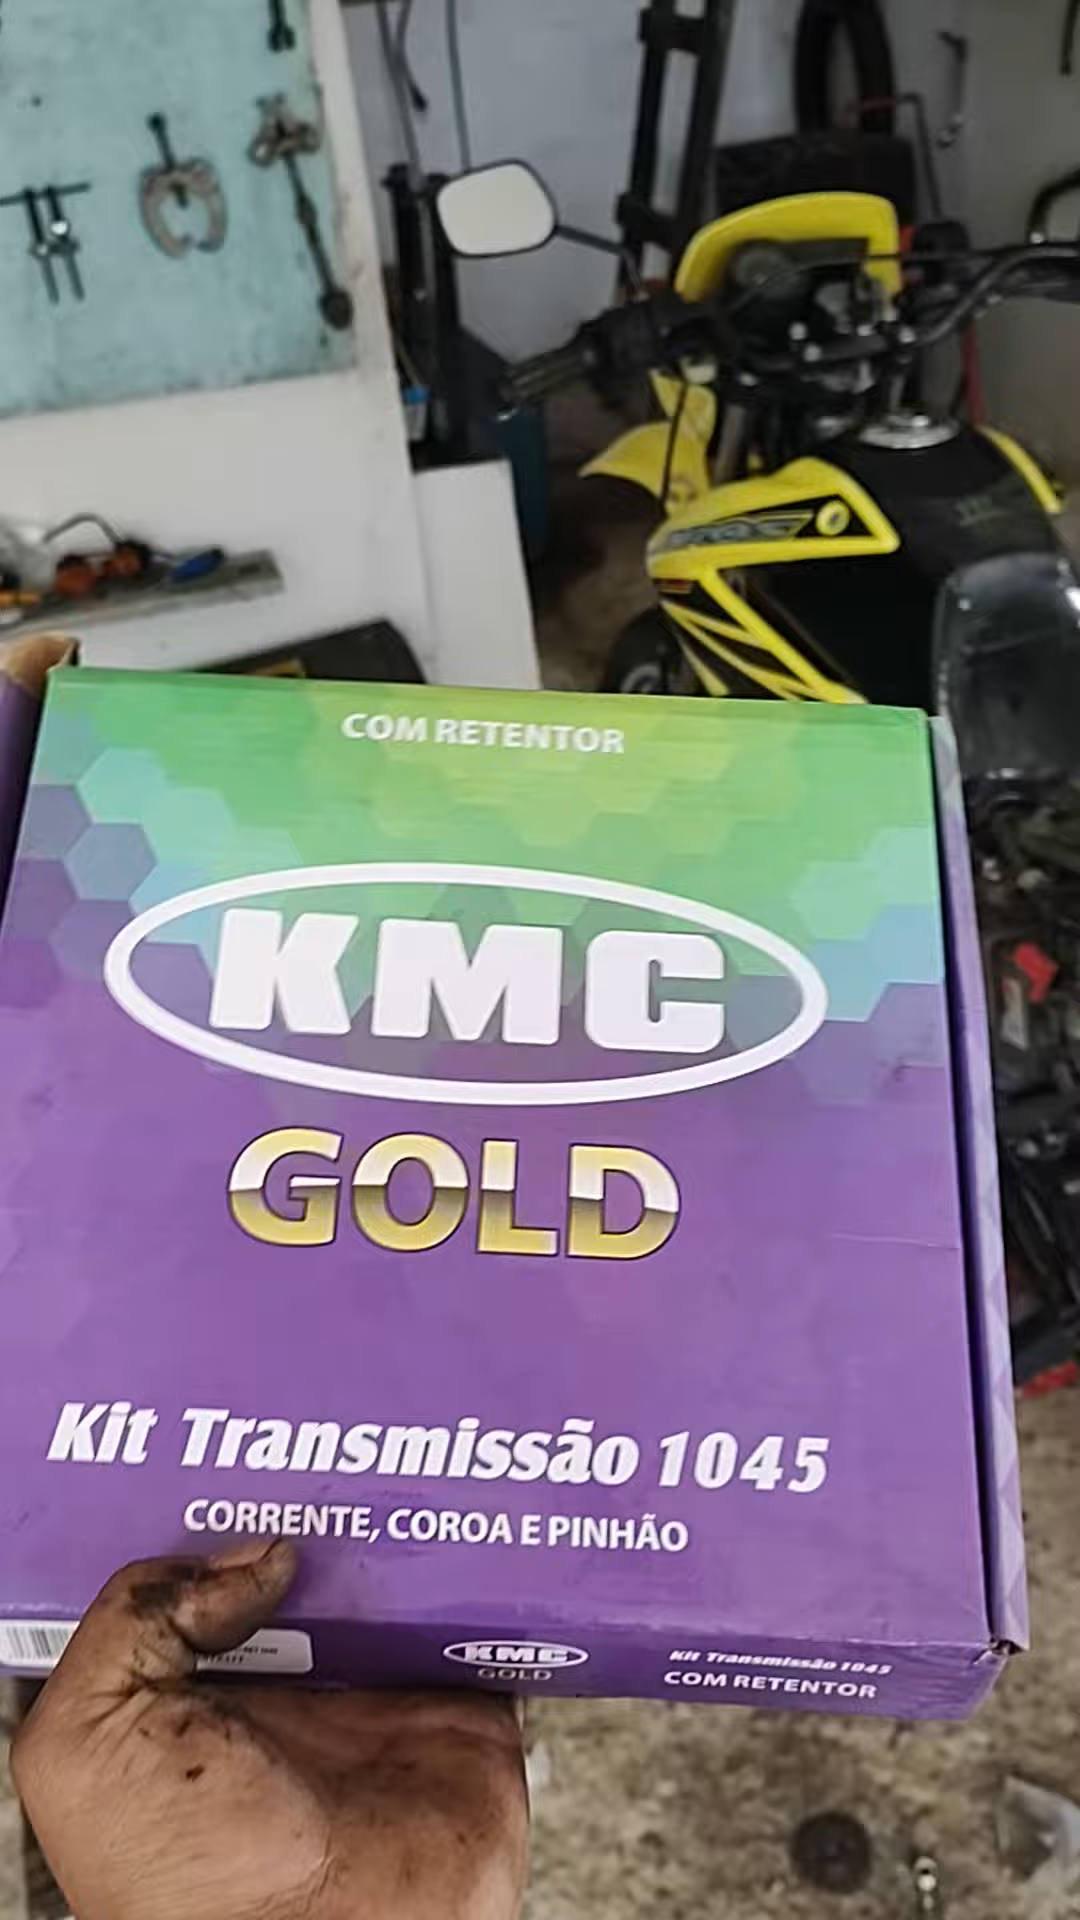 COM RETENTOR
KMC
GOLD
Kit Transmissão 1045
CORRENTE, COROA E PINHÃO
KMC
GOLD
Kit Transmissão 1045
COM RETENTOR